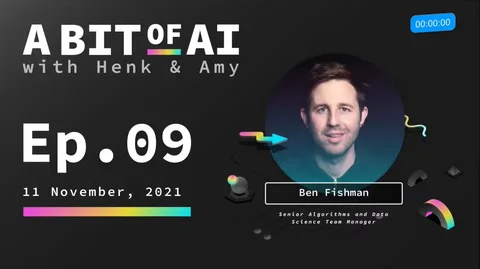 A BIT OF AI
with Henk & Amy
00:00:00
Ep.09
11 November, 2021
Ben Fishman
Senior Algorithms and Data
Science Team Manager